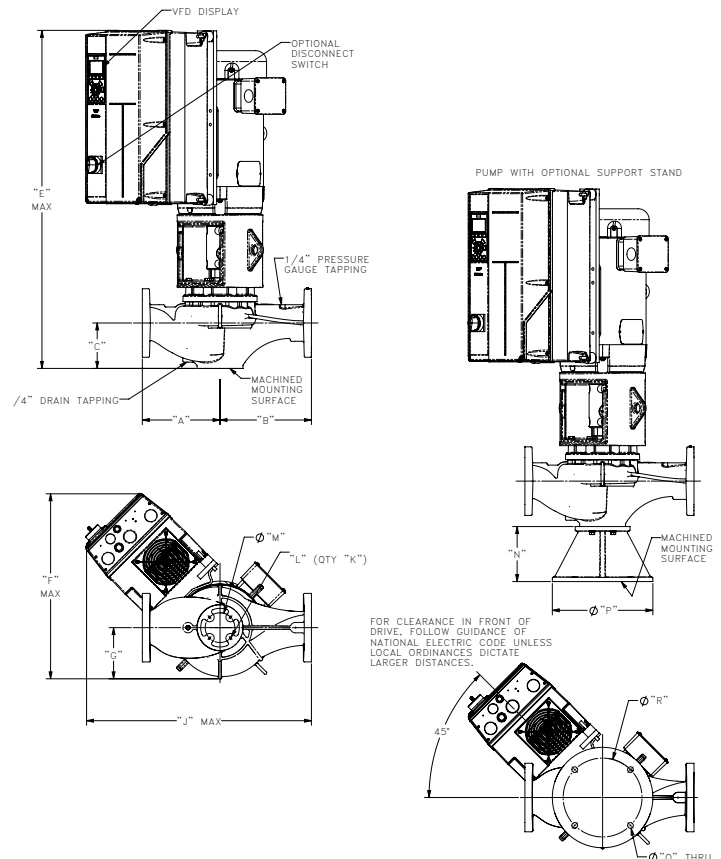 VFD DISPLAY
OPTIONAL
DISCONNECT
SWITCH
"E"
MAX
1/4" PRESSURE
GAUGE TAPPING
"C"
/4" DRAIN TAPPING
MACHINED
MOUNTING
SURFACE
"A"
"B"
PUMP WITH OPTIONAL SUPPORT STAND
"N"
MACHINED
MOUNTING
SURFACE
Ø"P"
"F"
MAX
Ø"M"
"L" (QTY "K")
"G"
"J" MAX
FOR CLEARANCE IN FRONT OF
DRIVE, FOLLOW GUIDANCE OF
NATIONAL ELECTRIC CODE UNLESS
LOCAL ORDINANCES DICTATE
LARGER DISTANCES.
45°
Ø"R"
Ø"O" THRU